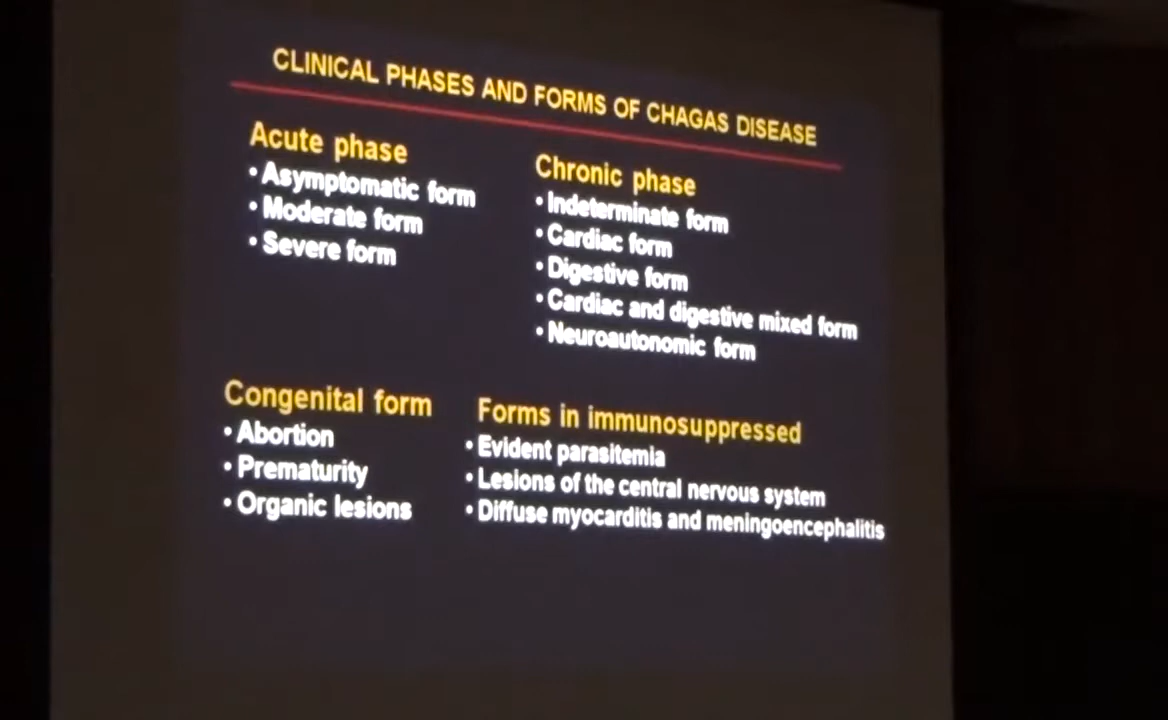 CLINICAL PHASES AND FORMS OF CHAGAS DISEASE
Acute phase
• Asymptomatic form
• Moderate form
• Severe form
Chronic phase
• Indeterminate form
• Cardiac form
• Digestive form
• Cardiac and digestive mixed form
• Neuroautonomic form
Congenital form
• Abortion
• Prematurity
• Organic lesions
Forms in immunosuppressed
• Evident parasitemia
• Lesions of the central nervous system
• Diffuse myocarditis and meningoencephalitis